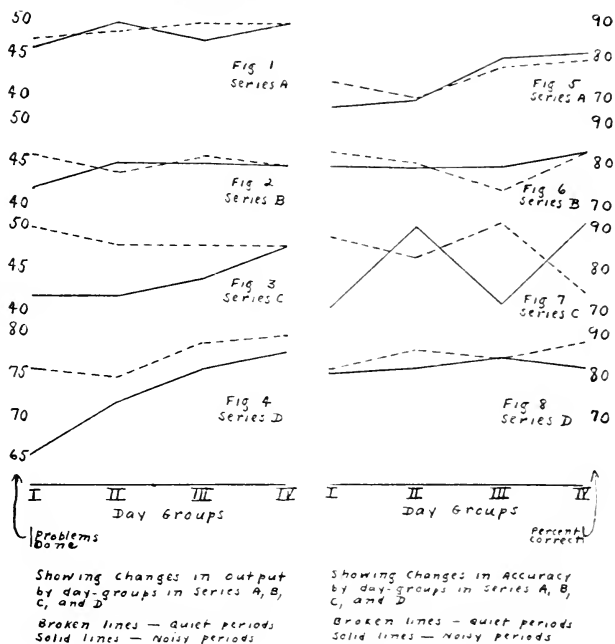 50
45
40
Fig 1
Series A
50
45
40
Fig 2
Series B
50
45
40
Fig 3
Series C
80
75
70
65
Fig 4
Series D
I II III IV
Day Groups
Problems
Done
Showing Changes in Output
by day-groups in Series A, B,
C, and D
Broken lines — Quiet periods
Solid lines — Noisy periods
90
80
70
Fig 5
Series A
90
80
70
Fig 6
Series B
90
80
70
Fig 7
Series C
90
80
70
Fig 8
Series D
I II III IV
Day Groups
Percent
Correct
Showing Changes in Accuracy
by day-groups in Series A, B,
C, and D
Broken lines — Quiet periods
Solid lines — Noisy periods